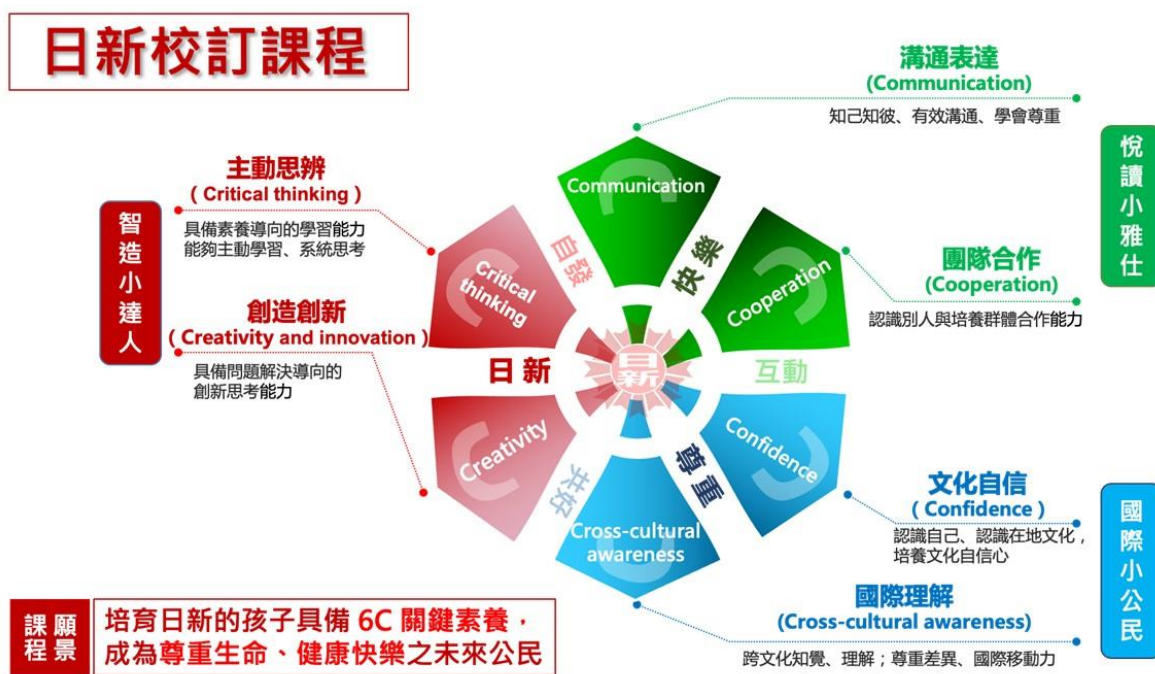 日新校訂課程
溝通表達
(Communication)
知己知彼、有效溝通、學會尊重
悅讀小雅仕
團隊合作
(Cooperation)
認識別人與培養群體合作能力
智造小達人
主動思辨
( Critical thinking )
具備素養導向的學習能力
能夠主動學習、系統思考
創造創新
( Creativity and innovation )
具備問題解決導向的
創新思考能力
Communication
Cooperation
Confidence
Cross-cultural
awareness
Creativity
Critical
thinking
自發
快樂
互動
尊重
共好
日新
日新
文化自信
( Confidence )
認識自己、認識在地文化，
培養文化自信心
國際小公民
國際理解
(Cross-cultural awareness)
跨文化知覺、理解；尊重差異、國際移動力
課程願景
培育日新的孩子具備 6C 關鍵素養，
成為尊重生命、健康快樂之未來公民